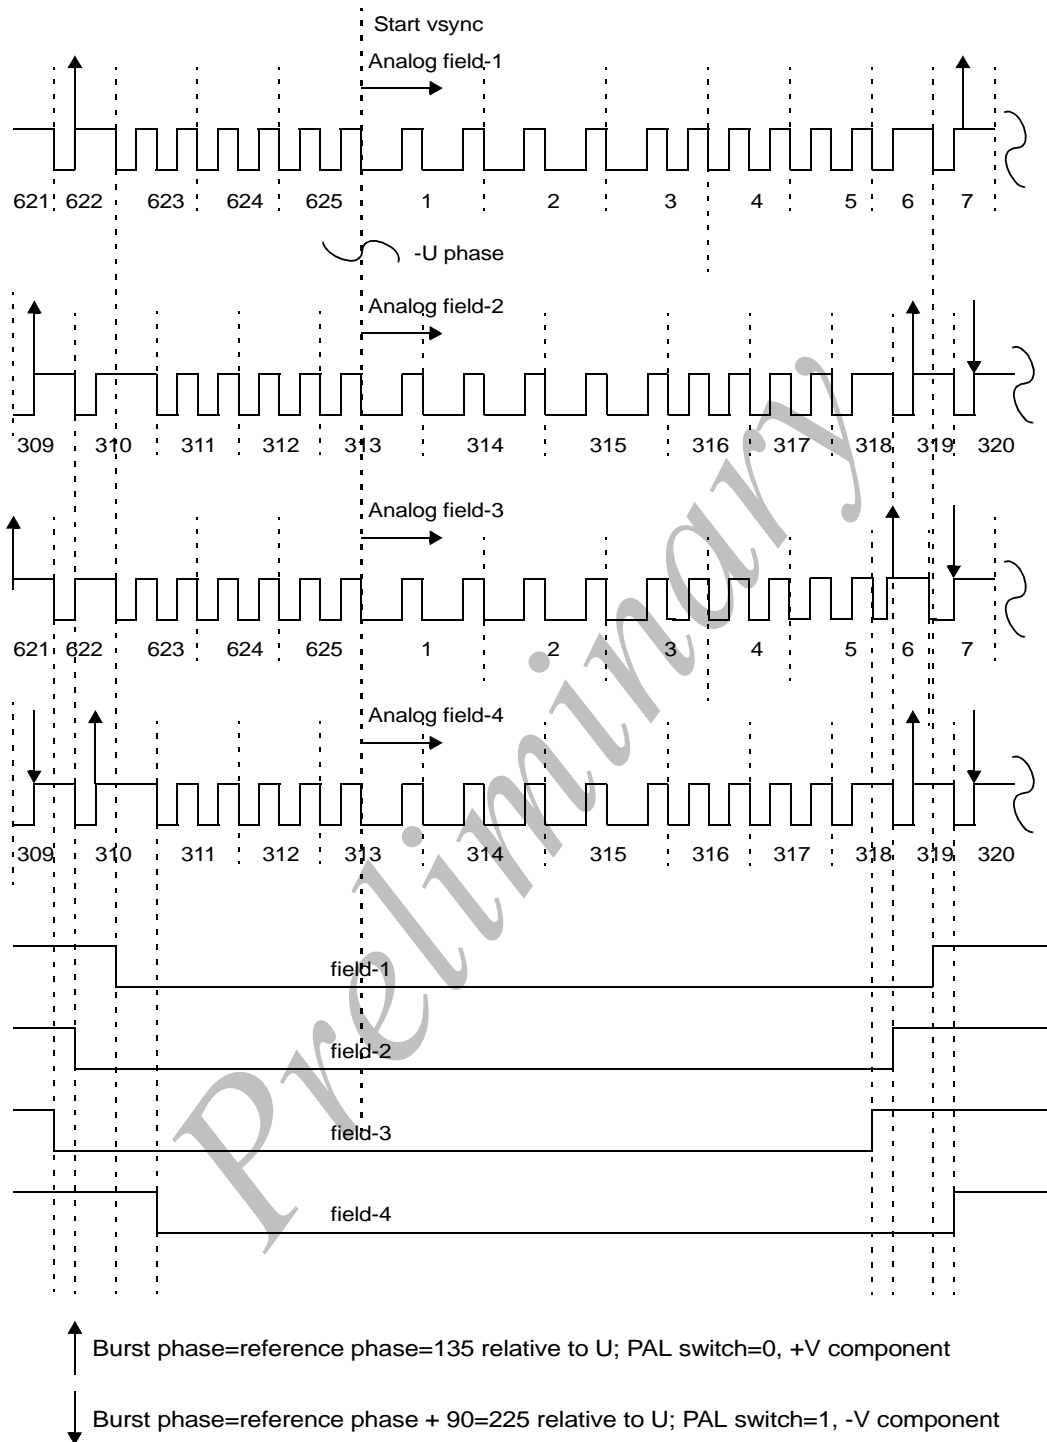 Start vsync
Analog field-1
621 622 623 624 625 1 2 3 4 5 6 7
-U phase
Analog field-2
309 310 311 312 313 314 315 316 317 318 319 320
Analog field-3
621 622 623 624 625 1 2 3 4 5 6 7
Analog field-4
309 310 311 312 313 314 315 316 317 318 319 320
field-1
field-2
field-3
field-4
Preliminary
Burst phase=reference phase=135 relative to U; PAL switch=0, +V component
Burst phase=reference phase + 90=225 relative to U; PAL switch=1, -V component